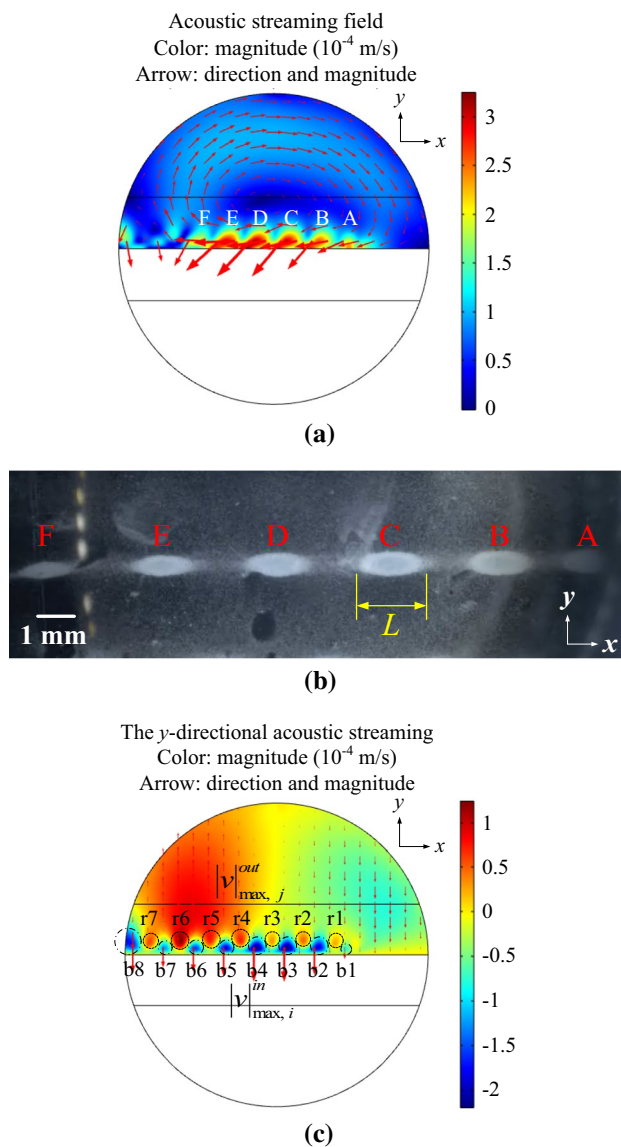 Acoustic streaming field
Color: magnitude (10⁻⁴ m/s)
Arrow: direction and magnitude
y
x
F E D C B A
3
2.5
2
1.5
1
0.5
0
(a)
F E D C B A
1 mm
L
y
x
(b)
The y-directional acoustic streaming
Color: magnitude (10⁻⁴ m/s)
Arrow: direction and magnitude
y
x
|v|ᵒᵘᵗ max, j
r7 r6 r5 r4 r3 r2 r1
b8 b7 b6 b5 b4 b3 b2 b1
|v|ⁱⁿ max, i
1
0.5
0
-0.5
-1
-1.5
-2
(c)